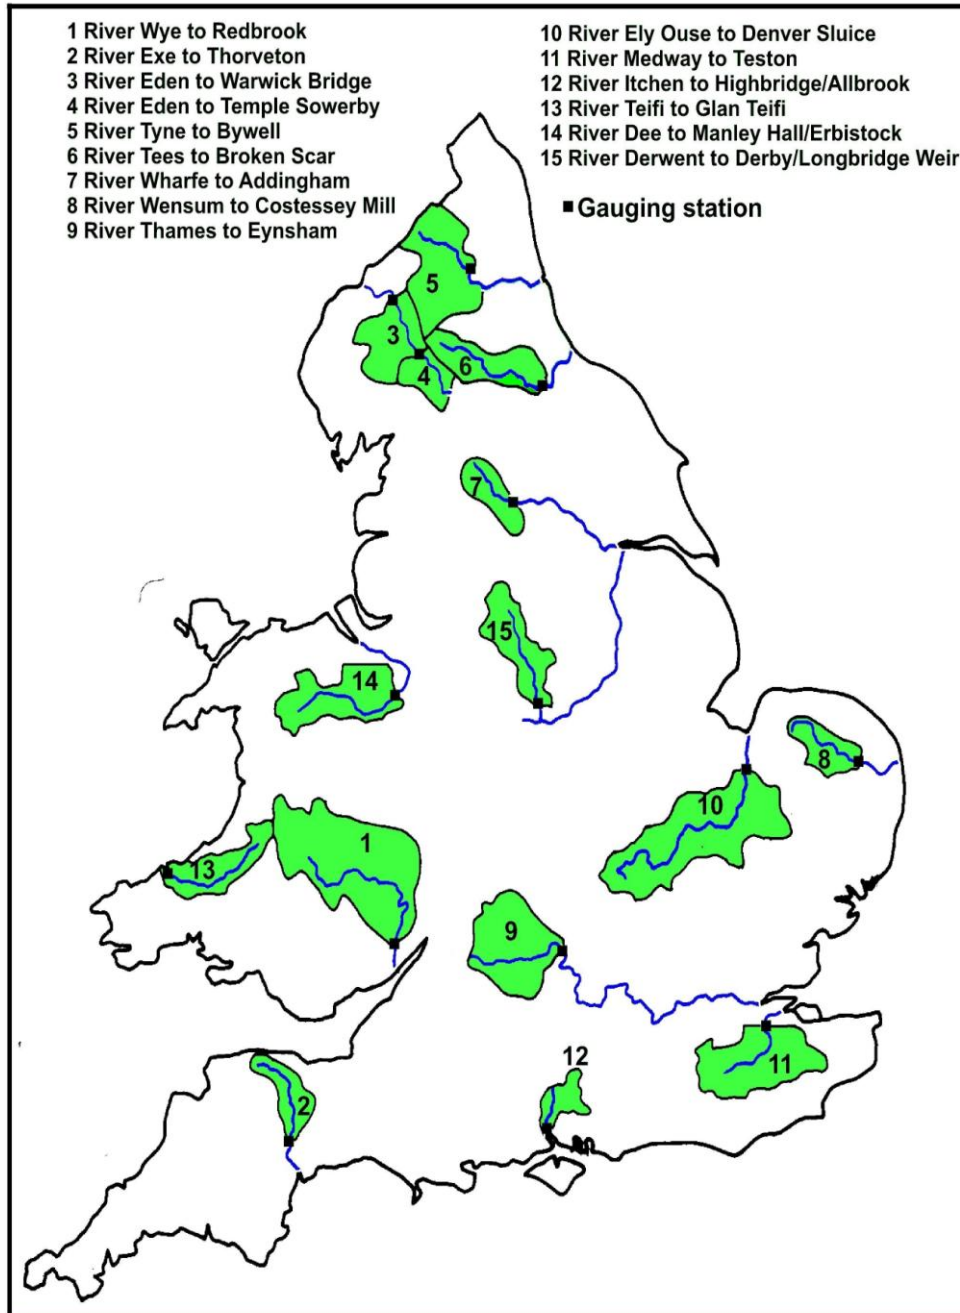 1 River Wye to Redbrook
2 River Exe to Thorveton
3 River Eden to Warwick Bridge
4 River Eden to Temple Sowerby
5 River Tyne to Bywell
6 River Tees to Broken Scar
7 River Wharfe to Addingham
8 River Wensum to Costessey Mill
9 River Thames to Eynsham
10 River Ely Ouse to Denver Sluice
11 River Medway to Teston
12 River Itchen to Highbridge/Allbrook
13 River Teifi to Glan Teifi
14 River Dee to Manley Hall/Erbistock
15 River Derwent to Derby/Longbridge Weir
Gauging station
5
3
4
6
7
15
14
8
10
1
13
9
12
11
2